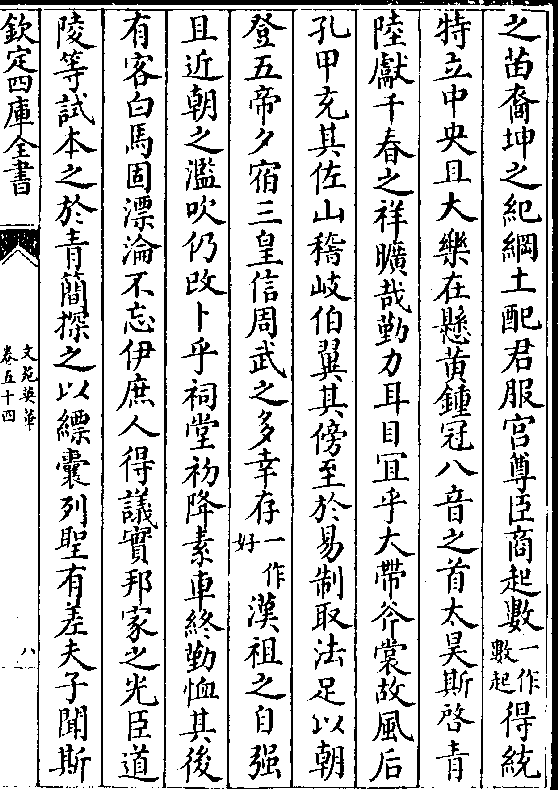 之苗裔坤之紀綱土配君服宫尊臣商起數一作數起得統
特立中央且大樂在懸黄鍾冠八音之首太昊斯啓青
陸獻千春之祥曠哉勤力耳目冝乎大帶斧裳故風后
孔甲充其佐山稽岐伯翼其傍至於易制取法足以朝
登五帝夕宿三皇信周武之多幸存一作好漢祖之自强
且近朝之濫吹仍改卜乎祠堂初降素車終勤恤其後
有客白馬固漂淪不忘伊庶人得議實邦家之光臣道
陵等試本之於青簡探之以縹囊列聖有差夫子聞斯
欽定四庫全書
文苑英華
卷五十四
八